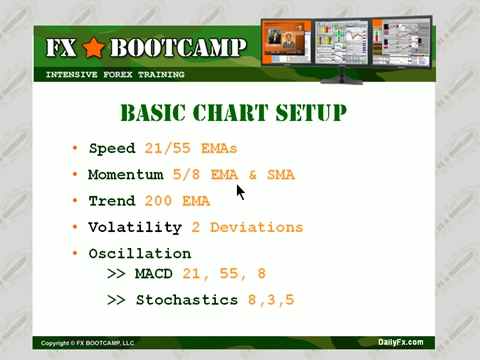 FX BOOTCAMP
INTENSIVE FOREX TRAINING
BASIC CHART SETUP
• Speed 21/55 EMAs
• Momentum 5/8 EMA & SMA
• Trend 200 EMA
• Volatility 2 Deviations
• Oscillation
>> MACD 21, 55, 8
>> Stochastics 8,3,5
Copyright © FX BOOTCAMP, LLC
DailyFx.com